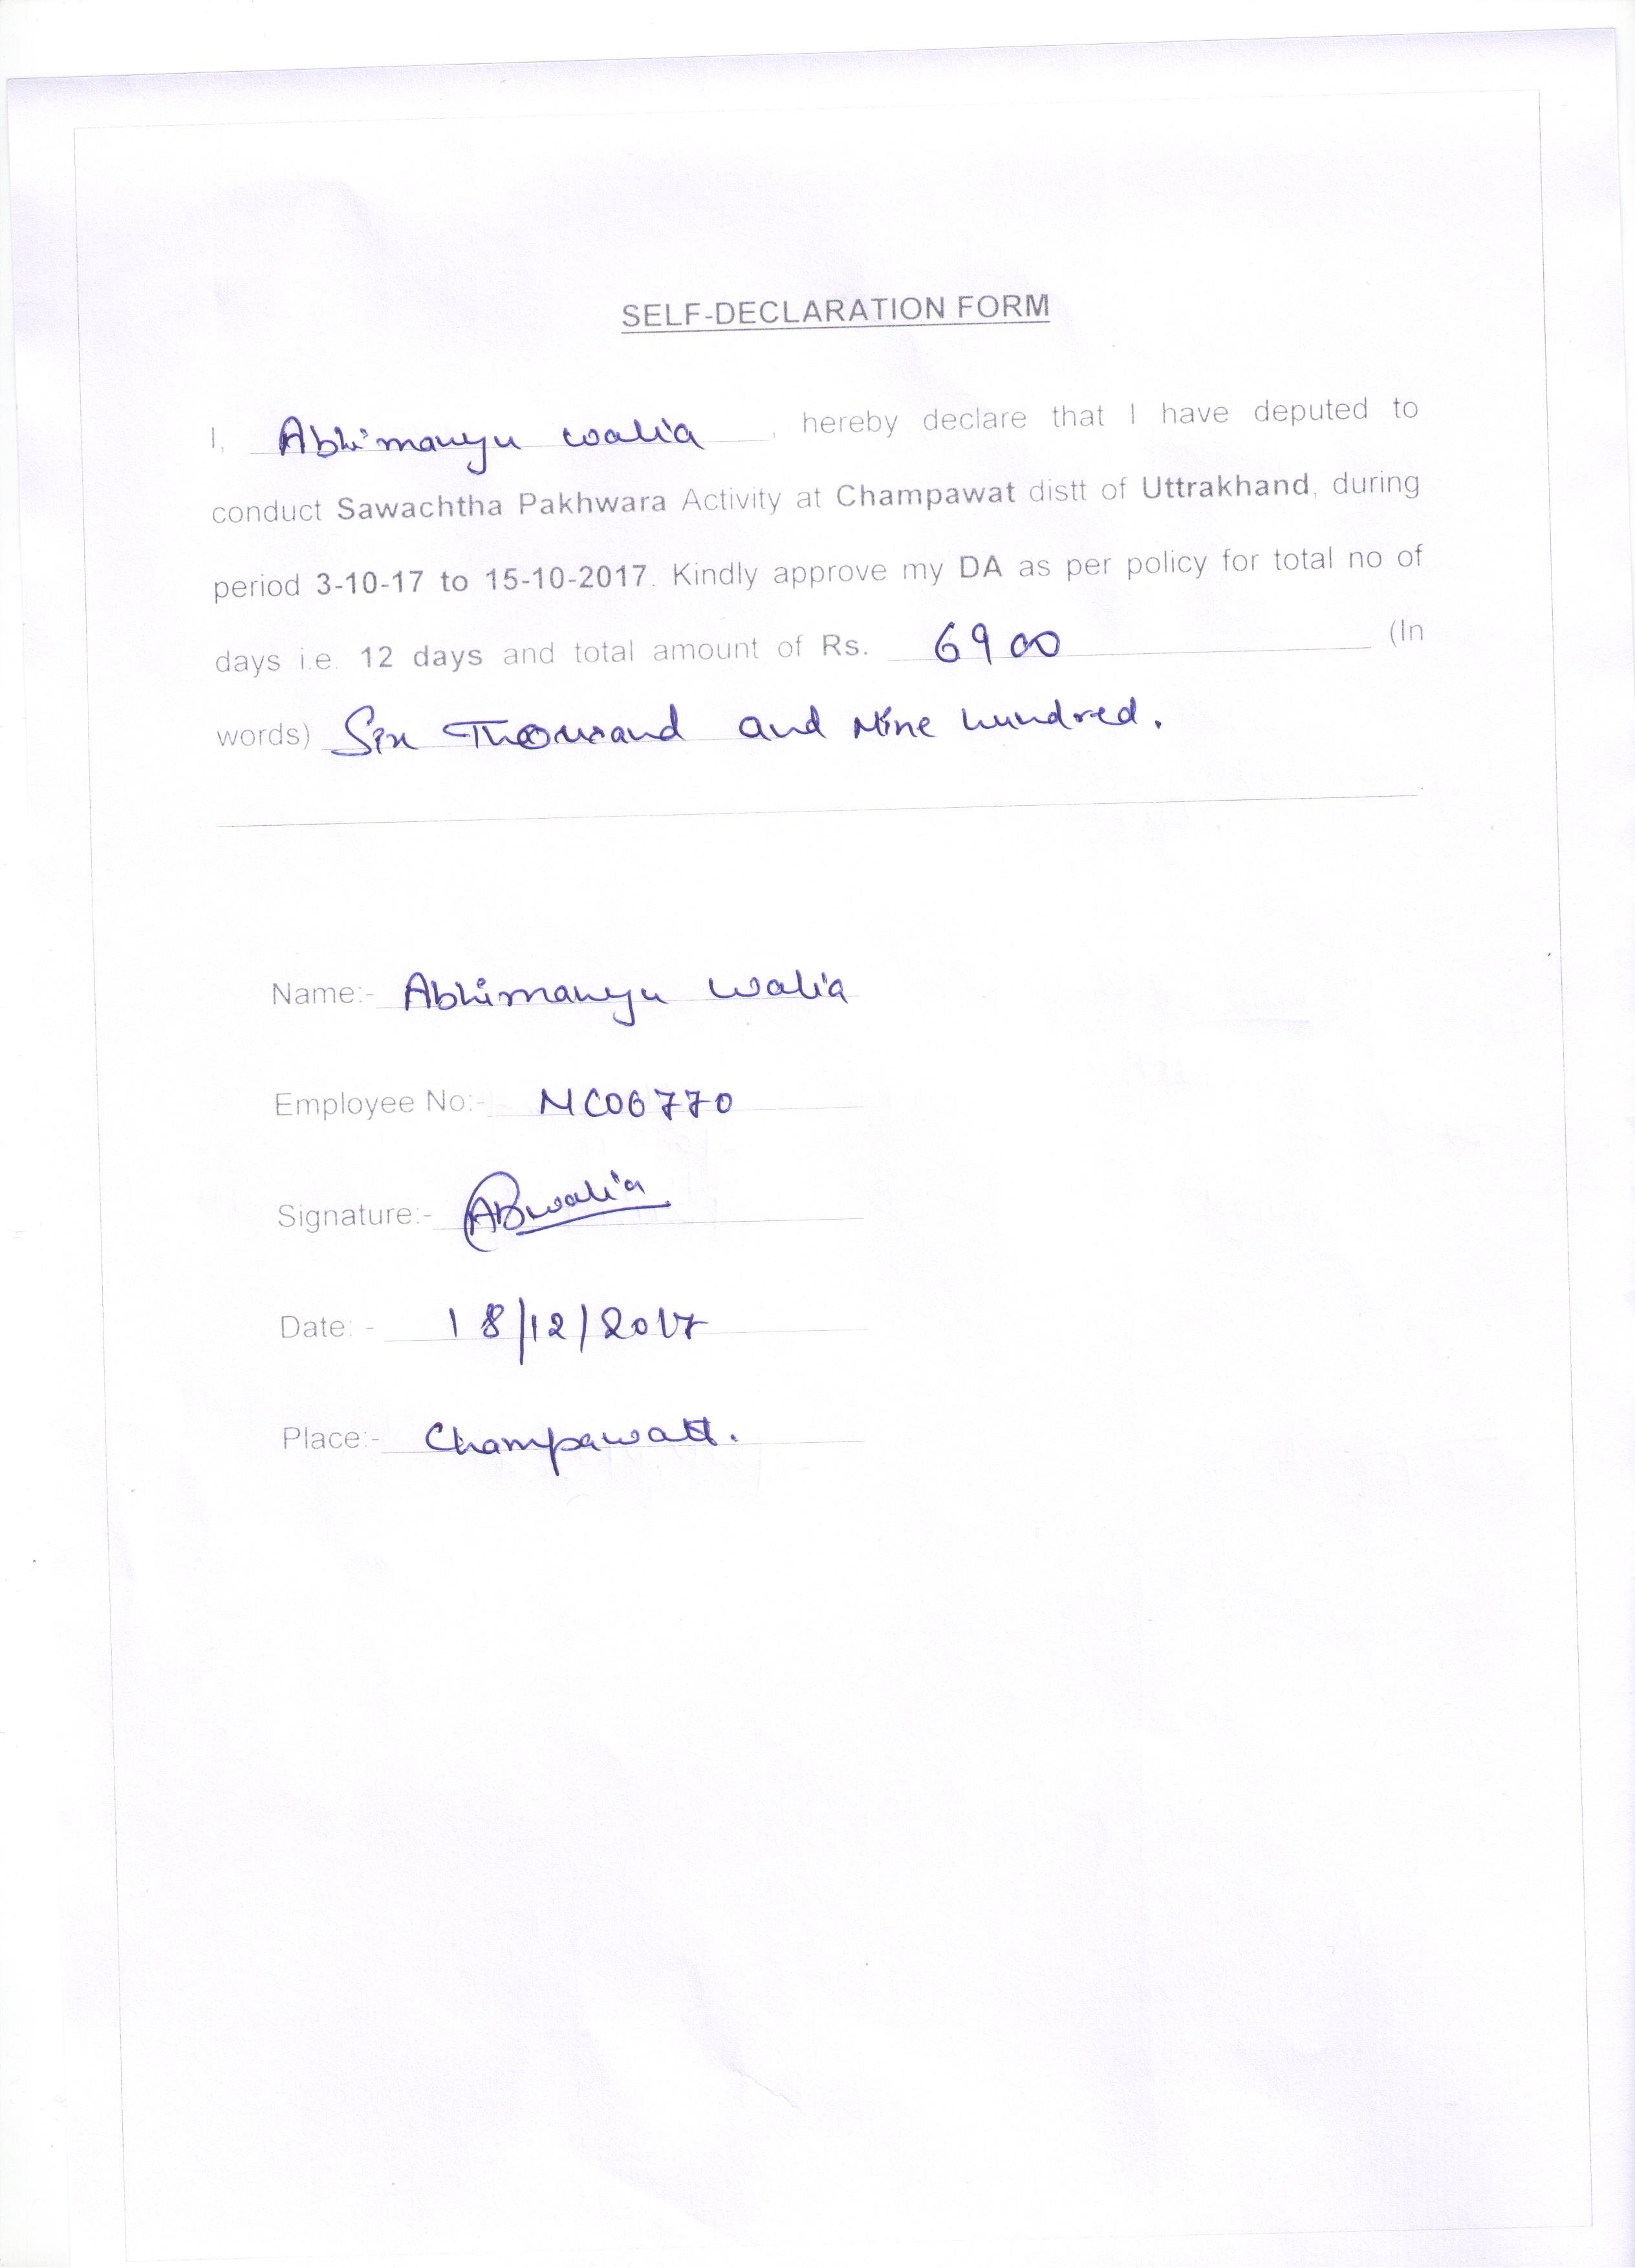 SELF-DECLARATION FORM
I, Abhimanyu Walia, hereby declare that I have deputed to
conduct Sawachtha Pakhwara Activity at Champawat distt of Uttrakhand, during
period 3-10-17 to 15-10-2017. Kindly approve my DA as per policy for total no of
days i.e. 12 days and total amount of Rs. 6900 (In
words) Six Thousand and Nine hundred.
Name:- Abhimanyu Walia
Employee No:- MC06770
Signature:- ABwalia
Date: - 18/12/2017
Place:- Champawatt.